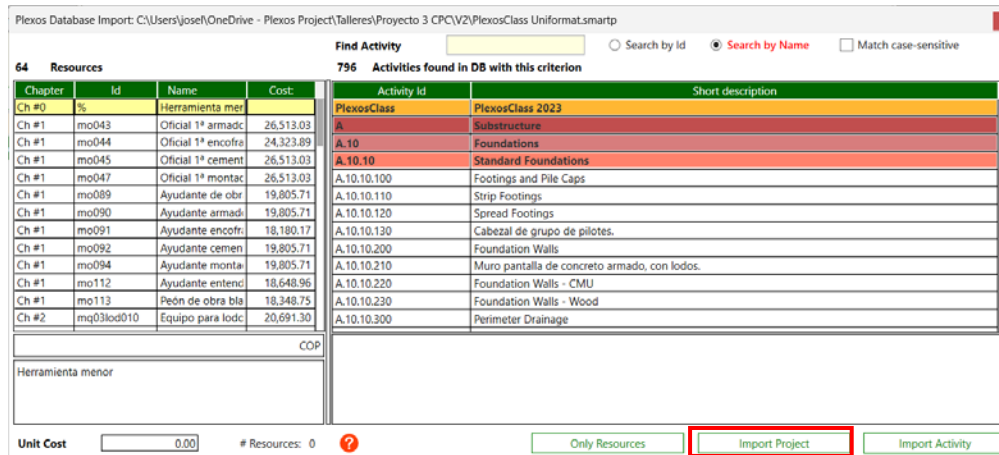 Plexos Database Import: C:\Users\josel\OneDrive - Plexos Project\Talleres\Proyecto 3 CPC\V2\PlexosClass Uniformat.smartp
Find Activity Search by Id Search by Name Match case-sensitive
64 Resources 796 Activities found in DB with this criterion
Chapter Id Name Cost: Activity Id Short description
Ch #0 % Herramienta mer PlexosClass PlexosClass 2023
Ch #1 mo043 Oficial 1ª armadc 26,513.03 A Substructure
Ch #1 mo044 Oficial 1ª encofra 24,323.89 A.10 Foundations
Ch #1 mo045 Oficial 1ª cement 26,513.03 A.10.10 Standard Foundations
Ch #1 mo047 Oficial 1ª montac 26,513.03 A.10.10.100 Footings and Pile Caps
Ch #1 mo089 Ayudante de obr 19,805.71 A.10.10.110 Strip Footings
Ch #1 mo090 Ayudante armad 19,805.71 A.10.10.120 Spread Footings
Ch #1 mo091 Ayudante encofr 18,180.17 A.10.10.130 Cabezal de grupo de pilotes.
Ch #1 mo092 Ayudante cemen 19,805.71 A.10.10.200 Foundation Walls
Ch #1 mo094 Ayudante monta 19,805.71 A.10.10.210 Muro pantalla de concreto armado, con lodos.
Ch #1 mo112 Ayudante entend 18,648.96 A.10.10.220 Foundation Walls - CMU
Ch #1 mo113 Peón de obra bla 18,348.75 A.10.10.230 Foundation Walls - Wood
Ch #2 mq03lod010 Equipo para lodc 20,691.30 A.10.10.300 Perimeter Drainage
COP
Herramienta menor
Unit Cost 0.00 # Resources: 0 ? Only Resources Import Project Import Activity